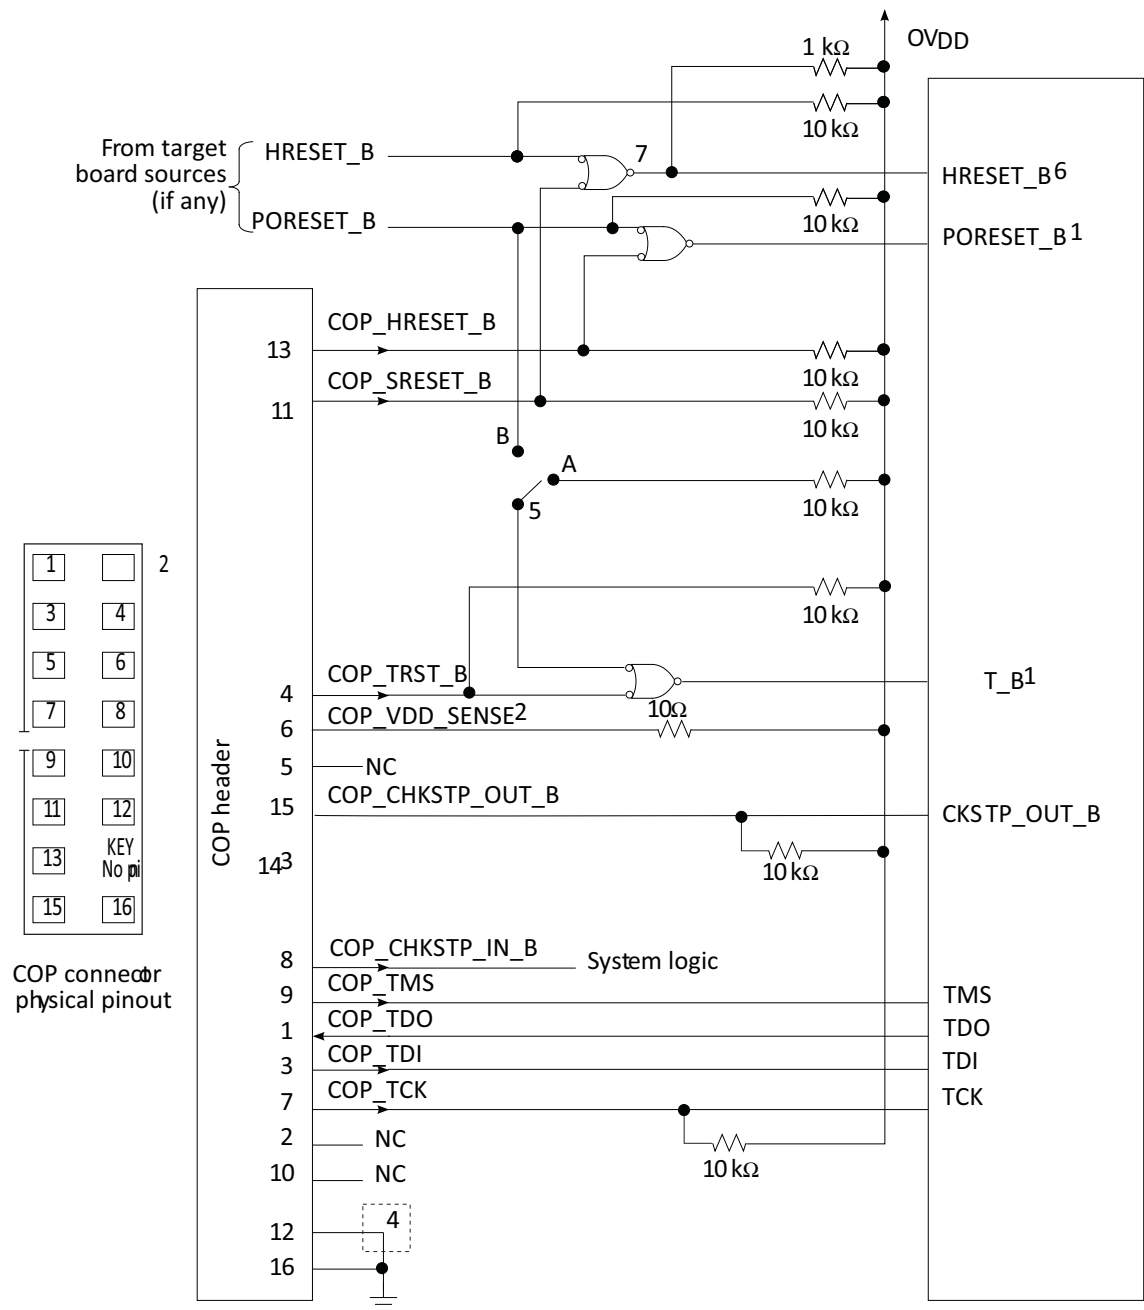 OVDD
1 kΩ
10 kΩ
From target
board sources
(if any)
HRESET_B
7
HRESET_B6
PORESET_B
10 kΩ
PORESET_B1
COP_HRESET_B
13
10 kΩ
COP_SRESET_B
11
10 kΩ
B
A
5
10 kΩ
10 kΩ
COP_TRST_B
4
T_B1
10Ω
COP_VDD_SENSE2
6
5
NC
COP_CHKSTP_OUT_B
15
CKSTP_OUT_B
10 kΩ
143
COP header
COP_CHKSTP_IN_B
8
System logic
COP_TMS
9
TMS
COP_TDO
1
TDO
COP_TDI
3
TDI
COP_TCK
7
TCK
10 kΩ
2
NC
10
NC
12
4
16
1 2
3 4
5 6
7 8
9 10
11 12
13 KEY
No pin
15 16
COP connector
physical pinout